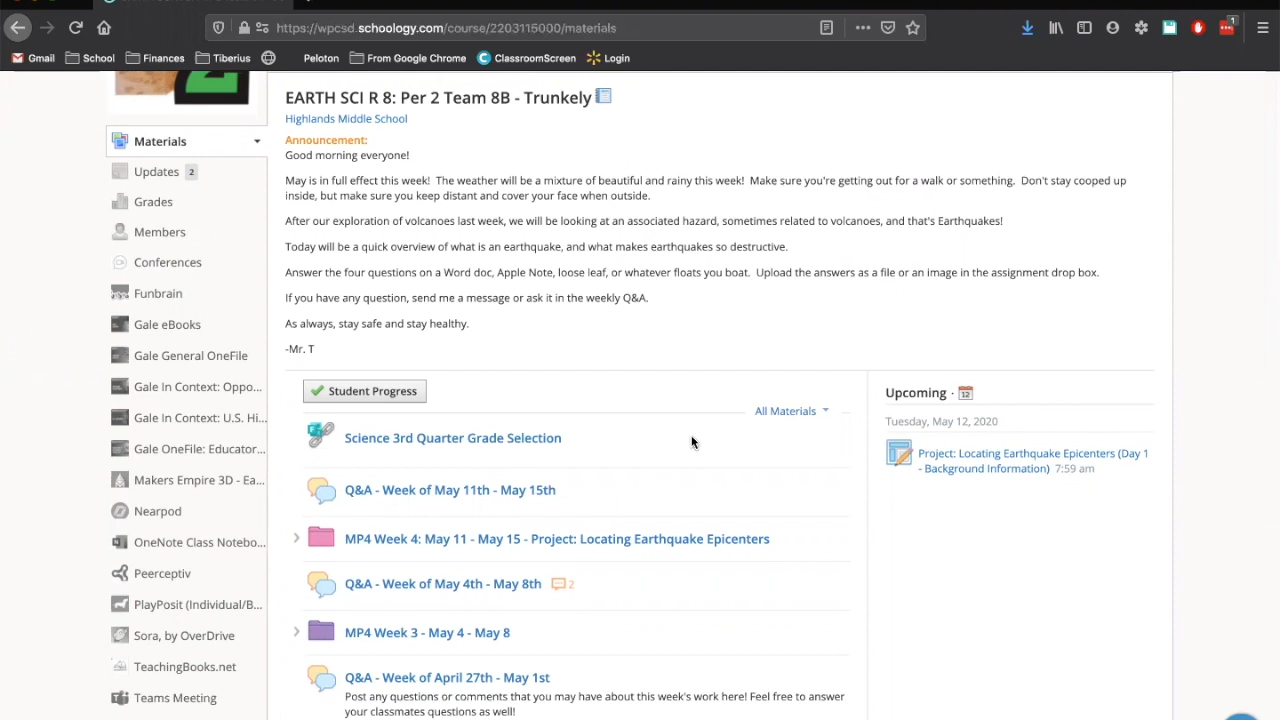 https://wpcsd.schoology.com/course/2203115000/materials
1
Gmail School Finances Tiberius Peloton From Google Chrome ClassroomScreen Login
EARTH SCI R 8: Per 2 Team 8B - Trunkely
Highlands Middle School
Announcement:
Good morning everyone!
May is in full effect this week! The weather will be a mixture of beautiful and rainy this week! Make sure you're getting out for a walk or something. Don't stay cooped up
inside, but make sure you keep distant and cover your face when outside.
After our exploration of volcanoes last week, we will be looking at an associated hazard, sometimes related to volcanoes, and that's Earthquakes!
Today will be a quick overview of what is an earthquake, and what makes earthquakes so destructive.
Answer the four questions on a Word doc, Apple Note, loose leaf, or whatever floats you boat. Upload the answers as a file or an image in the assignment drop box.
If you have any question, send me a message or ask it in the weekly Q&A.
As always, stay safe and stay healthy.
-Mr. T
Materials
Updates 2
Grades
Members
Conferences
Funbrain
Gale eBooks
Gale General OneFile
Gale In Context: Oppo...
Gale In Context: U.S. Hi...
Gale OneFile: Educator...
Makers Empire 3D - Ea...
Nearpod
OneNote Class Notebo...
Peerceptiv
PlayPosit (Individual/B...
Sora, by OverDrive
TeachingBooks.net
Teams Meeting
Student Progress
All Materials
Science 3rd Quarter Grade Selection
Q&A - Week of May 11th - May 15th
MP4 Week 4: May 11 - May 15 - Project: Locating Earthquake Epicenters
Q&A - Week of May 4th - May 8th 2
MP4 Week 3 - May 4 - May 8
Q&A - Week of April 27th - May 1st
Post any questions or comments that you may have about this week's work here! Feel free to answer
your classmates questions as well!
Upcoming · 12
Tuesday, May 12, 2020
Project: Locating Earthquake Epicenters (Day 1
- Background Information) 7:59 am